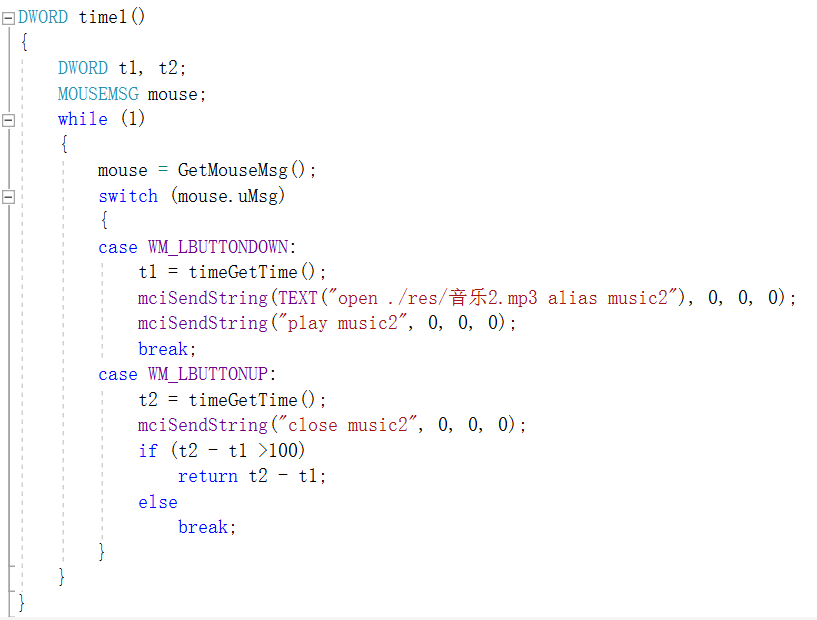 DWORD time1()
{
DWORD t1, t2;
MOUSEMSG mouse;
while (1)
{
mouse = GetMouseMsg();
switch (mouse.uMsg)
{
case WM_LBUTTONDOWN:
t1 = timeGetTime();
mciSendString(TEXT("open ./res/音乐2.mp3 alias music2"), 0, 0, 0);
mciSendString("play music2", 0, 0, 0);
break;
case WM_LBUTTONUP:
t2 = timeGetTime();
mciSendString("close music2", 0, 0, 0);
if (t2 - t1 >100)
return t2 - t1;
else
break;
}
}
}